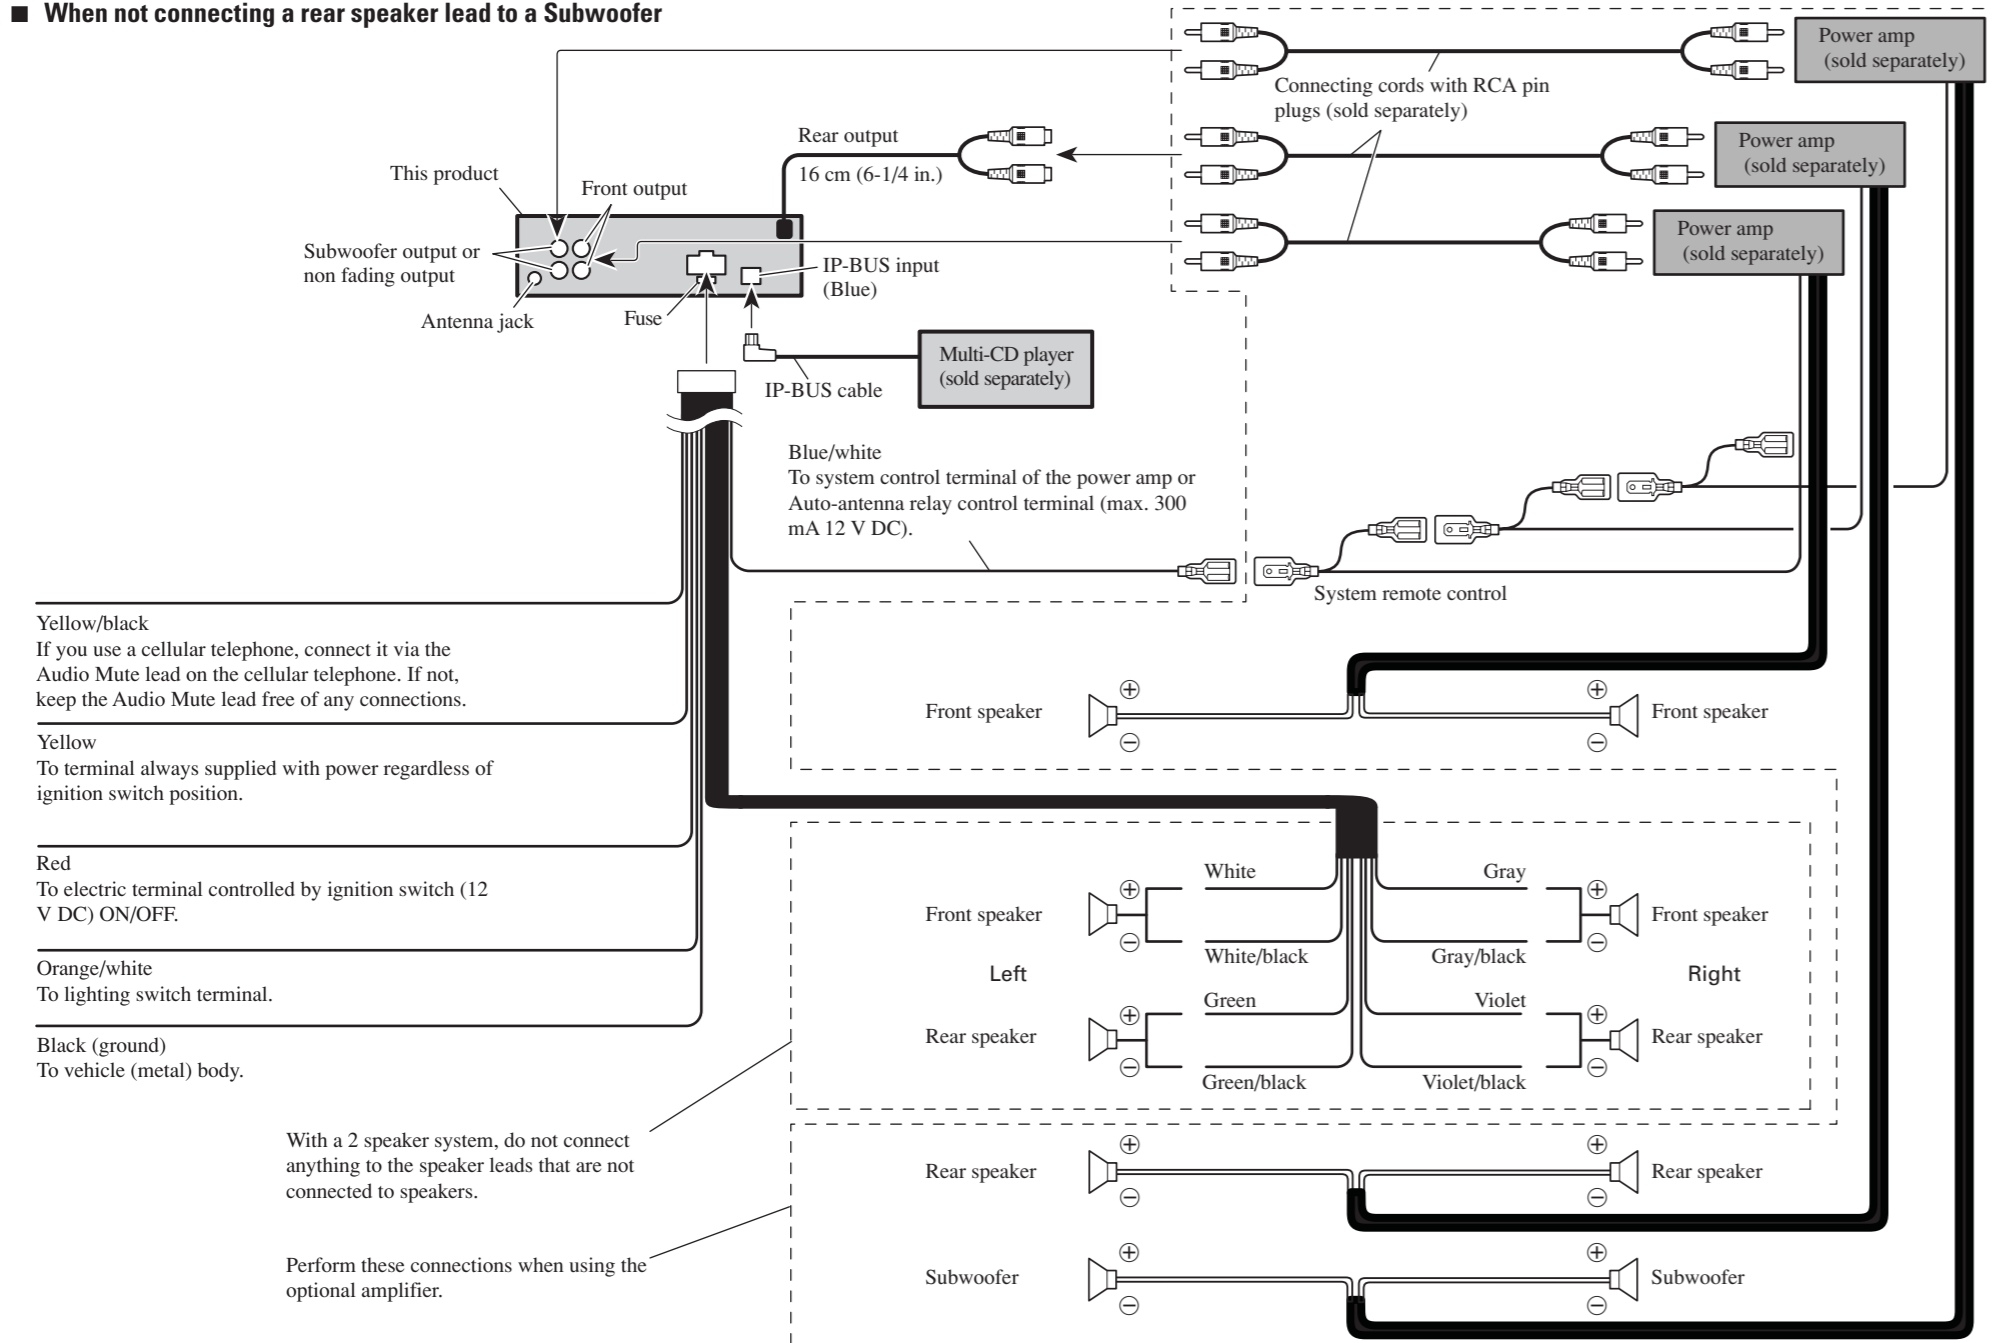 ■ When not connecting a rear speaker lead to a Subwoofer
Power amp
(sold separately)
Connecting cords with RCA pin
plugs (sold separately)
Rear output
16 cm (6-1/4 in.)
Power amp
(sold separately)
This product
Front output
Power amp
(sold separately)
Subwoofer output or
non fading output
IP-BUS input
(Blue)
Antenna jack
Fuse
Multi-CD player
(sold separately)
IP-BUS cable
Blue/white
To system control terminal of the power amp or
Auto-antenna relay control terminal (max. 300
mA 12 V DC).
System remote control
Yellow/black
If you use a cellular telephone, connect it via the
Audio Mute lead on the cellular telephone. If not,
keep the Audio Mute lead free of any connections.
Yellow
To terminal always supplied with power regardless of
ignition switch position.
Red
To electric terminal controlled by ignition switch (12
V DC) ON/OFF.
Orange/white
To lighting switch terminal.
Black (ground)
To vehicle (metal) body.
With a 2 speaker system, do not connect
anything to the speaker leads that are not
connected to speakers.
Perform these connections when using the
optional amplifier.
⊕ ⊕
Front speaker Front speaker
⊖ ⊖
White Gray
⊕ ⊕
Front speaker Front speaker
⊖ ⊖
White/black Gray/black
Left Right
Green Violet
⊕ ⊕
Rear speaker Rear speaker
⊖ ⊖
Green/black Violet/black
⊕ ⊕
Rear speaker Rear speaker
⊖ ⊖
⊕ ⊕
Subwoofer Subwoofer
⊖ ⊖